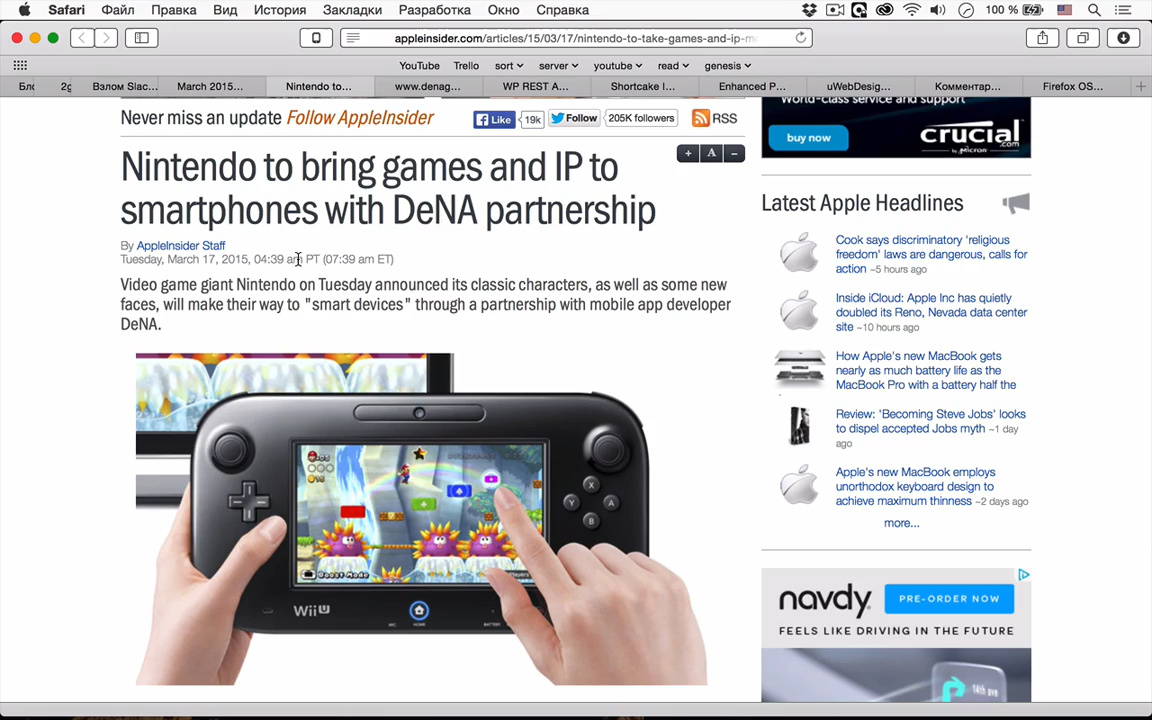 Safari Файл Правка Вид История Закладки Разработка Окно Справка 100 %
appleinsider.com/articles/15/03/17/nintendo-to-take-games-and-ip-m
YouTube Trello sort server youtube read genesis
Бло 2g Взлом Slac... March 2015... Nintendo to... www.denag... WP REST A... Shortcake I... Enhanced P... uWebDesig... Комментар... Firefox OS...
Never miss an update Follow AppleInsider Like 19k Follow 205K followers RSS
Nintendo to bring games and IP to
smartphones with DeNA partnership
+ A –
By AppleInsider Staff
Tuesday, March 17, 2015, 04:39 am PT (07:39 am ET)
Video game giant Nintendo on Tuesday announced its classic characters, as well as some new
faces, will make their way to "smart devices" through a partnership with mobile app developer
DeNA.
X
Y A
B
Boost Mode
Wii U
MIC HOME BATTERY
World-class service and support
buy now crucial
by Micron
Latest Apple Headlines
Cook says discriminatory 'religious
freedom' laws are dangerous, calls for
action ~5 hours ago
Inside iCloud: Apple Inc has quietly
doubled its Reno, Nevada data center
site ~10 hours ago
How Apple's new MacBook gets
nearly as much battery life as the
MacBook Pro with a battery half the
Review: 'Becoming Steve Jobs' looks
to dispel accepted Jobs myth ~1 day
ago
Apple's new MacBook employs
unorthodox keyboard design to
achieve maximum thinness ~2 days ago
more...
navdy PRE-ORDER NOW
FEELS LIKE DRIVING IN THE FUTURE
14th ave